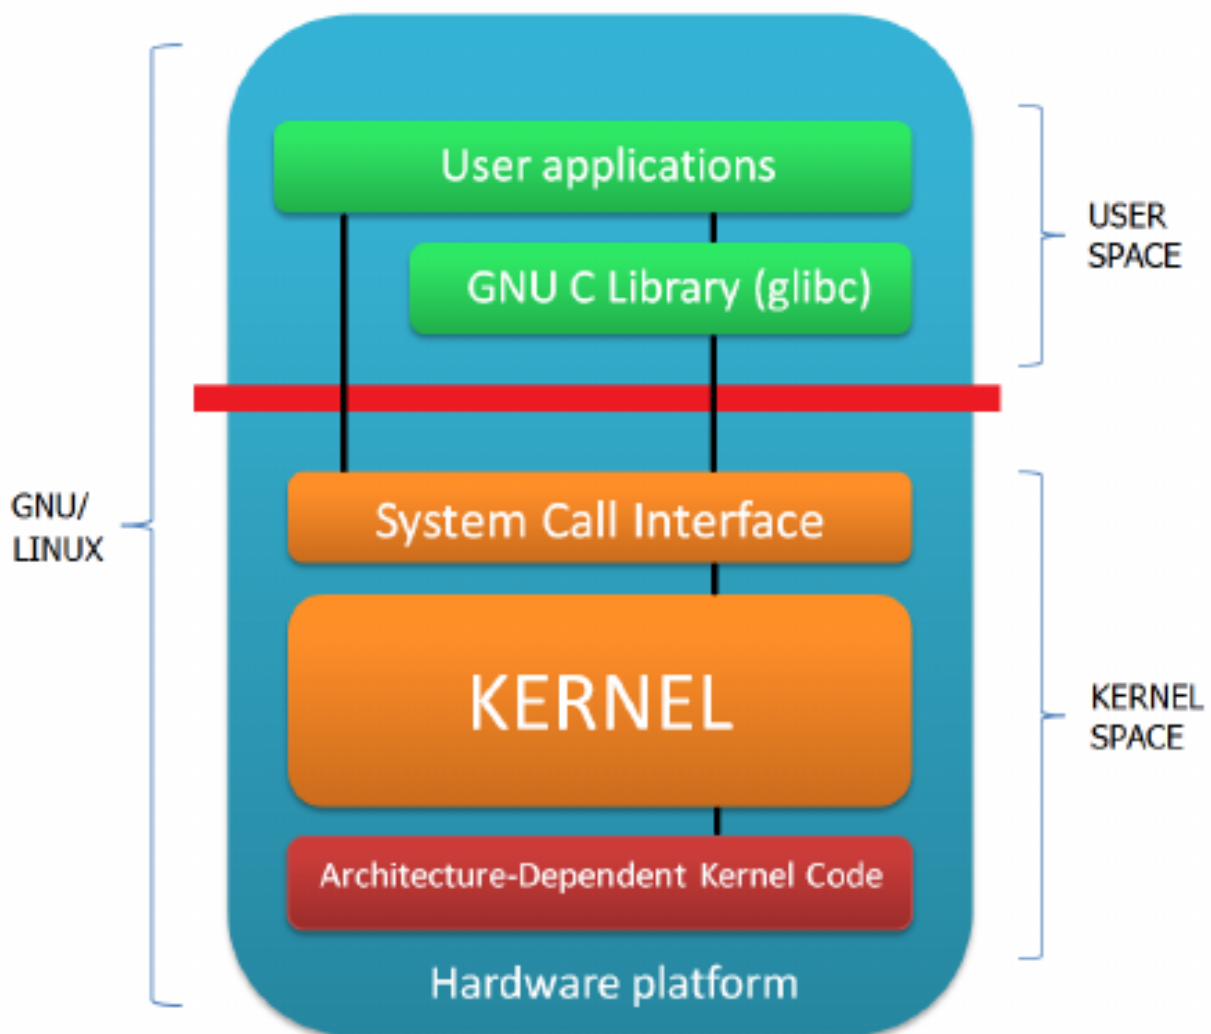 User applications
GNU C Library (glibc)
USER
SPACE
GNU/
LINUX
System Call Interface
KERNEL
KERNEL
SPACE
Architecture-Dependent Kernel Code
Hardware platform